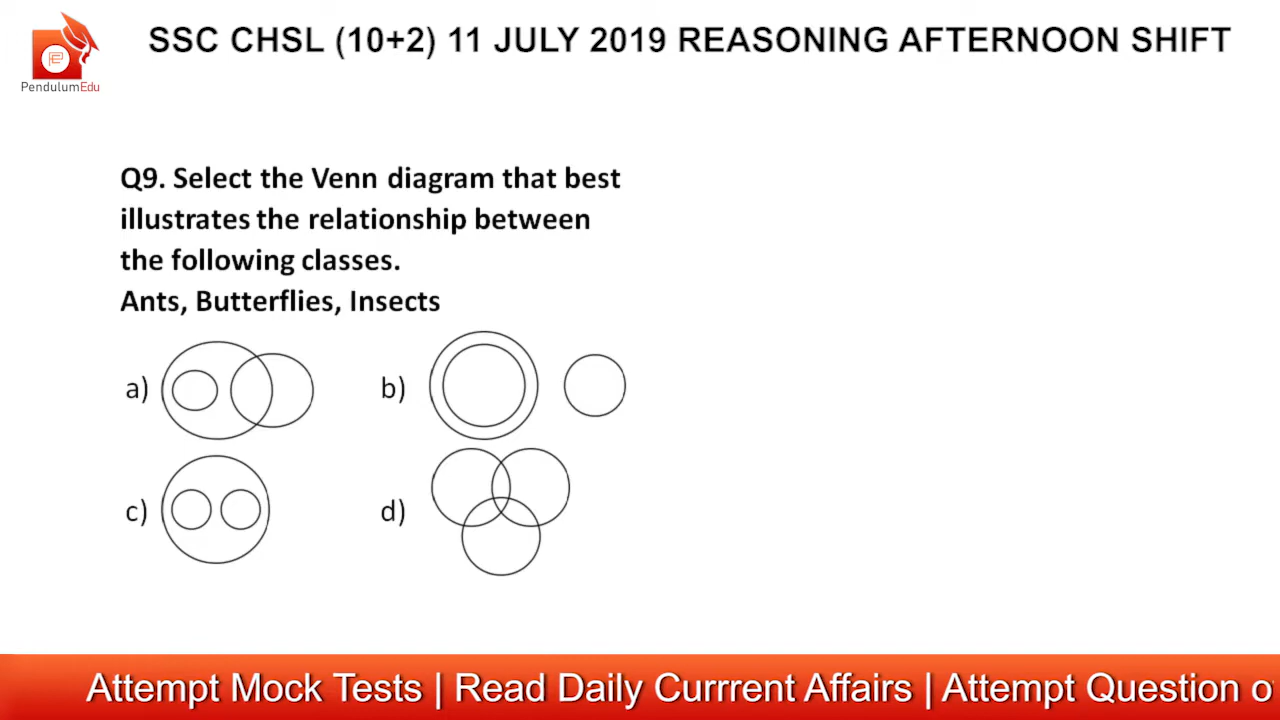 SSC CHSL (10+2) 11 JULY 2019 REASONING AFTERNOON SHIFT
PendulumEdu
Q9. Select the Venn diagram that best
illustrates the relationship between
the following classes.
Ants, Butterflies, Insects
a)
b)
c)
d)
Attempt Mock Tests | Read Daily Currrent Affairs | Attempt Question o